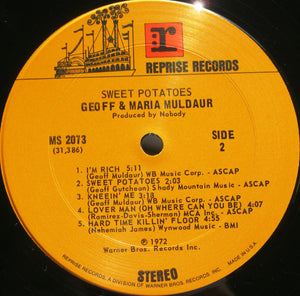 r
REPRISE RECORDS
SWEET POTATOES
GEOFF & MARIA MULDAUR
Produced by Nobody
MS 2073
(31,386)
SIDE
2
1. I'M RICH 5:11
(Geoff Muldaur) WB Music Corp. - ASCAP
2. SWEET POTATOES 2:03
(Geoff Gutcheon) Shady Mountain Music - ASCAP
3. KNEEIN' ME 3:18
(Geoff Muldaur) WB Music Corp. - ASCAP
4. LOVER MAN (OH WHERE CAN YOU BE) 4:07
(Ramirez-Davis-Sherman) MCA Inc. - ASCAP
5. HARD TIME KILLIN' FLOOR 4:55
(Nehemiah James) Wynwood Music - BMI
℗ 1972
Warner Bros. Records Inc.
STEREO
REPRISE RECORDS, A DIVISION OF WARNER BROS. RECORDS INC. MADE IN U.S.A.